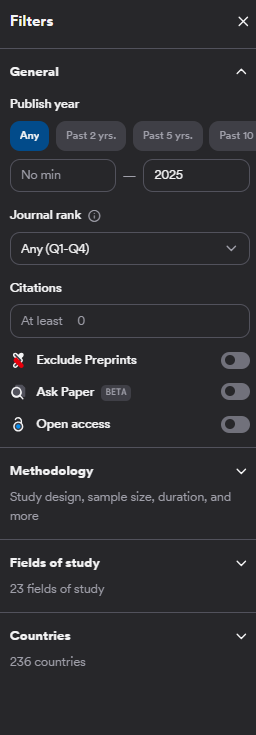 Filters
General
Publish year
Any Past 2 yrs. Past 5 yrs. Past 10
No min — 2025
Journal rank
Any (Q1-Q4)
Citations
At least 0
Exclude Preprints
Ask Paper BETA
Open access
Methodology
Study design, sample size, duration, and
more
Fields of study
23 fields of study
Countries
236 countries